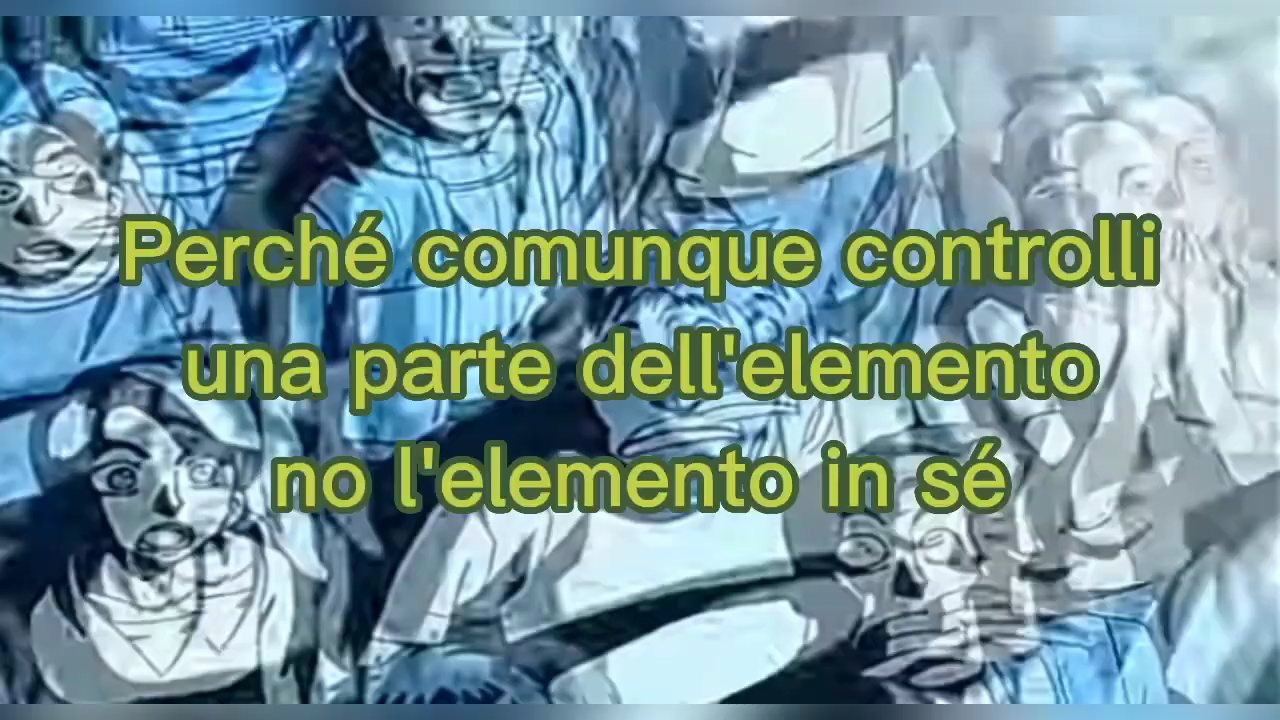 Perché comunque controlli
una parte dell'elemento
no l'elemento in sé